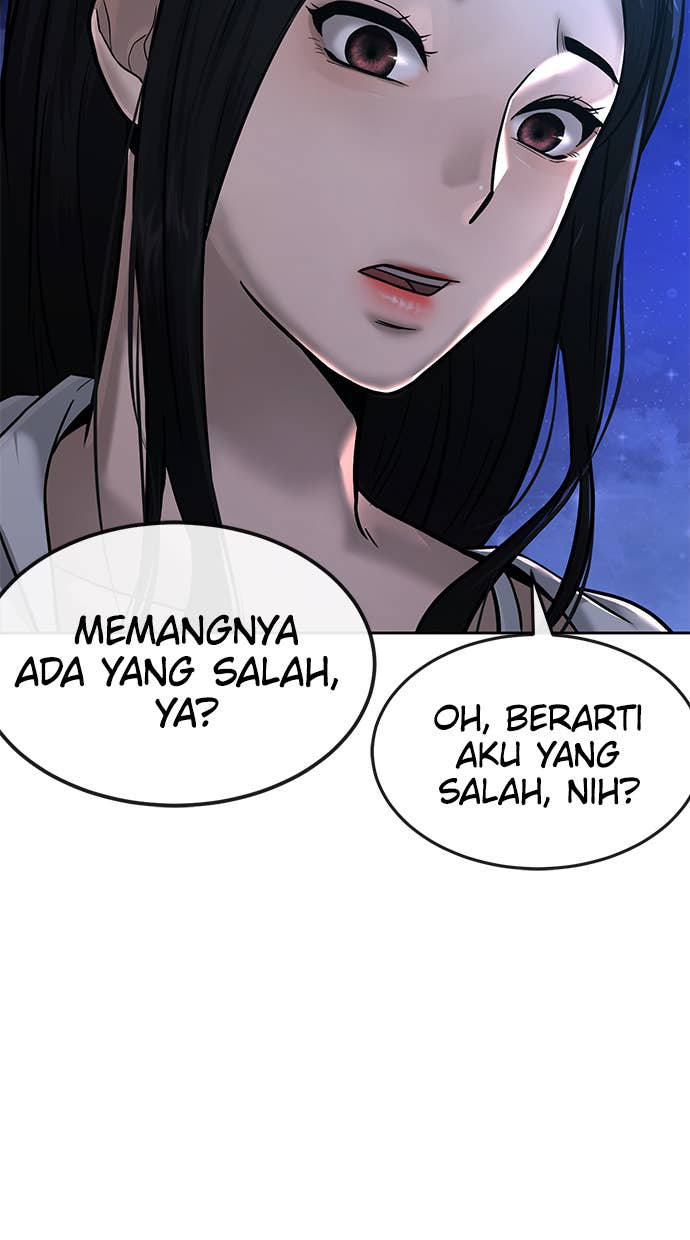 MEMANGNYA
ADA YANG SALAH,
YA?
OH, BERARTI
AKU YANG
SALAH, NIH?